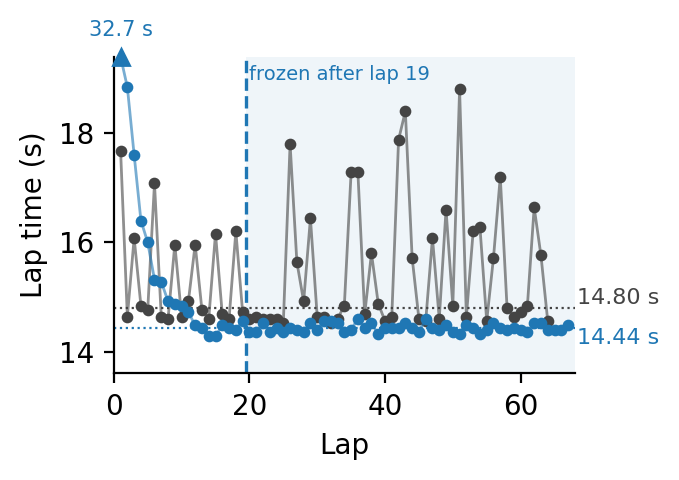 32.7 s
frozen after lap 19
18
16
14
Lap time (s)
14.80 s
14.44 s
0
20
40
60
Lap